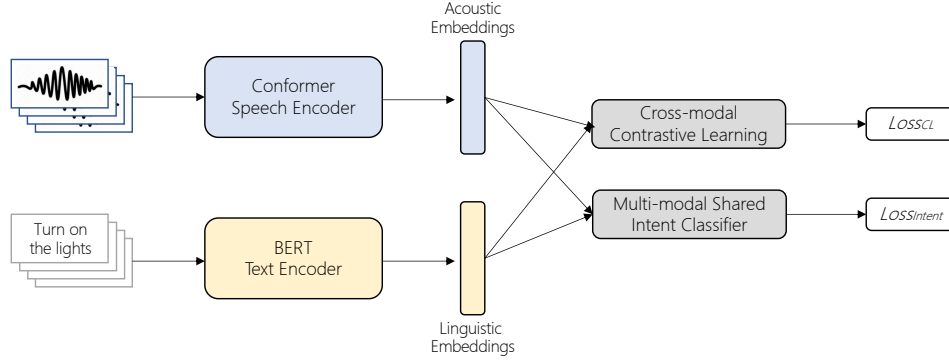 Acoustic
Embeddings
Conformer
Speech Encoder
Cross-modal
Contrastive Learning
LossCL
Turn on
the lights
BERT
Text Encoder
Multi-modal Shared
Intent Classifier
LossIntent
Linguistic
Embeddings